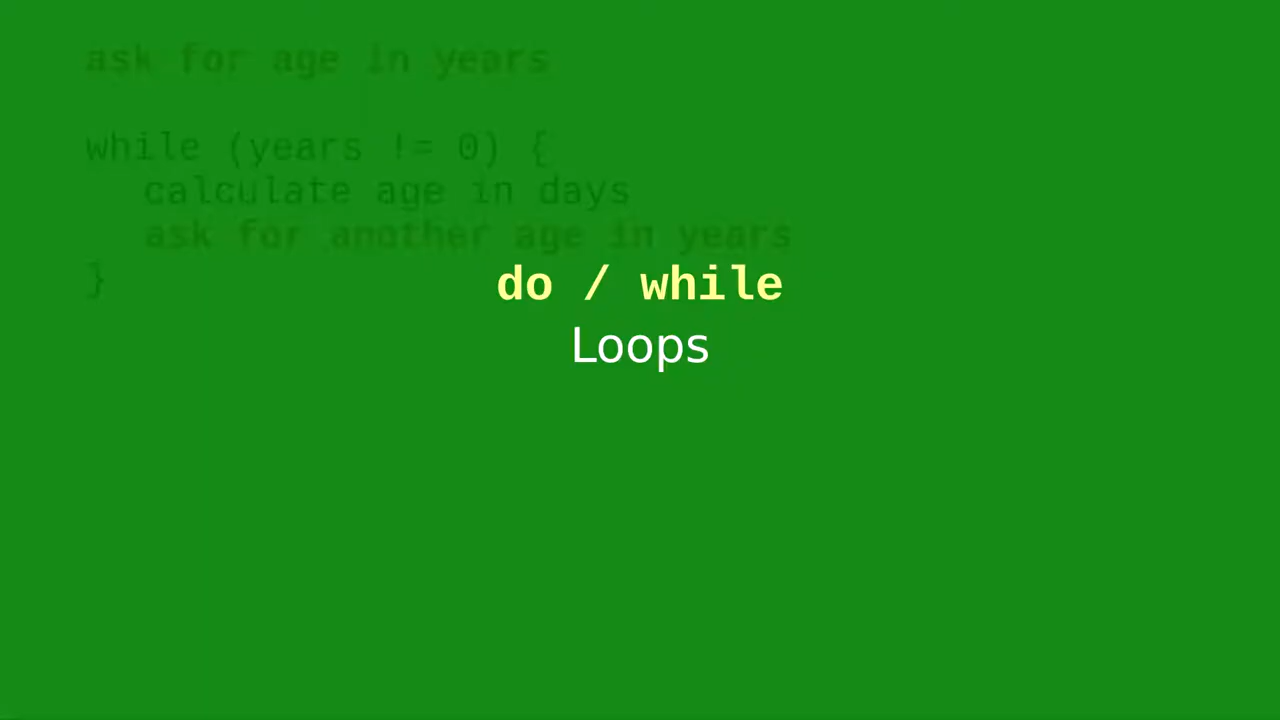 ask for age in years
while (years != 0) {
calculate age in days
ask for another age in years
}
do / while
Loops